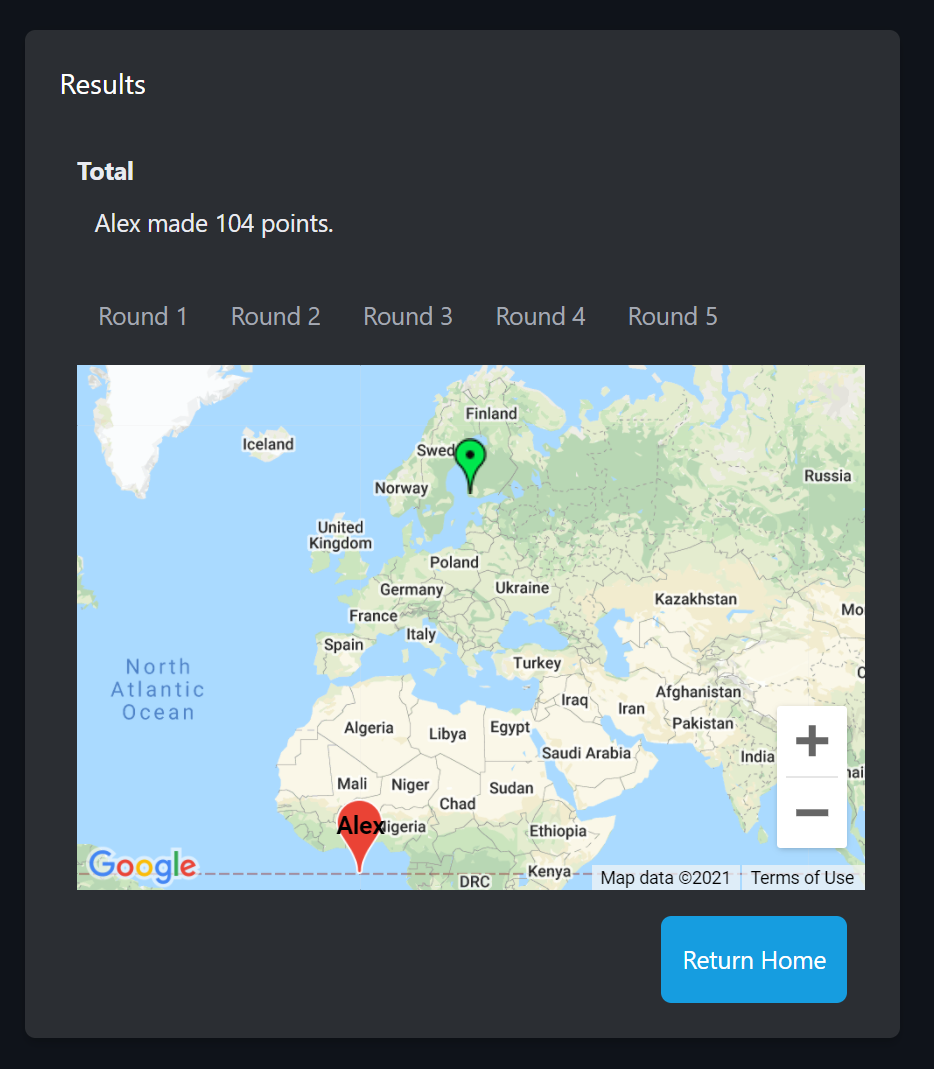 Results
Total
Alex made 104 points.
Round 1 Round 2 Round 3 Round 4 Round 5
Finland
Iceland
Swed
Russia
Norway
United
Kingdom
Poland
Germany
Ukraine
Kazakhstan
Mo
France
Italy
Spain
North
Atlantic
Ocean
Turkey
C
Iraq
Iran
Afghanistan
Algeria
Libya
Egypt
Pakistan
Saudi Arabia
India
Mali
Niger
Sudan
hai
Chad
Alex
igeria
Ethiopia
Google
Kenya
DRC
Map data ©2021
Terms of Use
Return Home